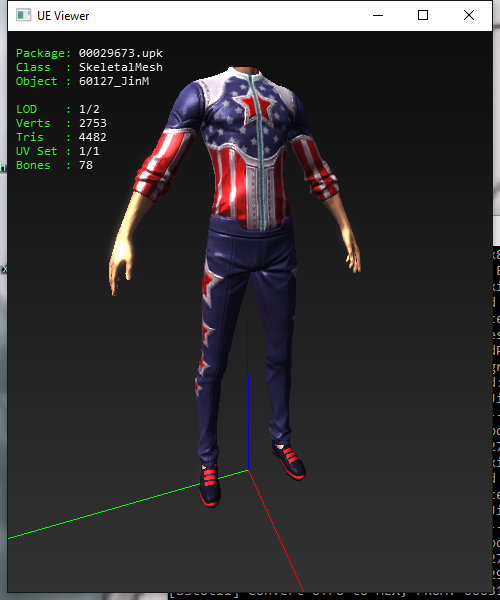 UE Viewer
Package: 00029673.upk
Class : SkeletalMesh
Object : 60127_JinM
LOD : 1/2
Verts : 2753
Tris : 4482
UV Set : 1/1
Bones : 78